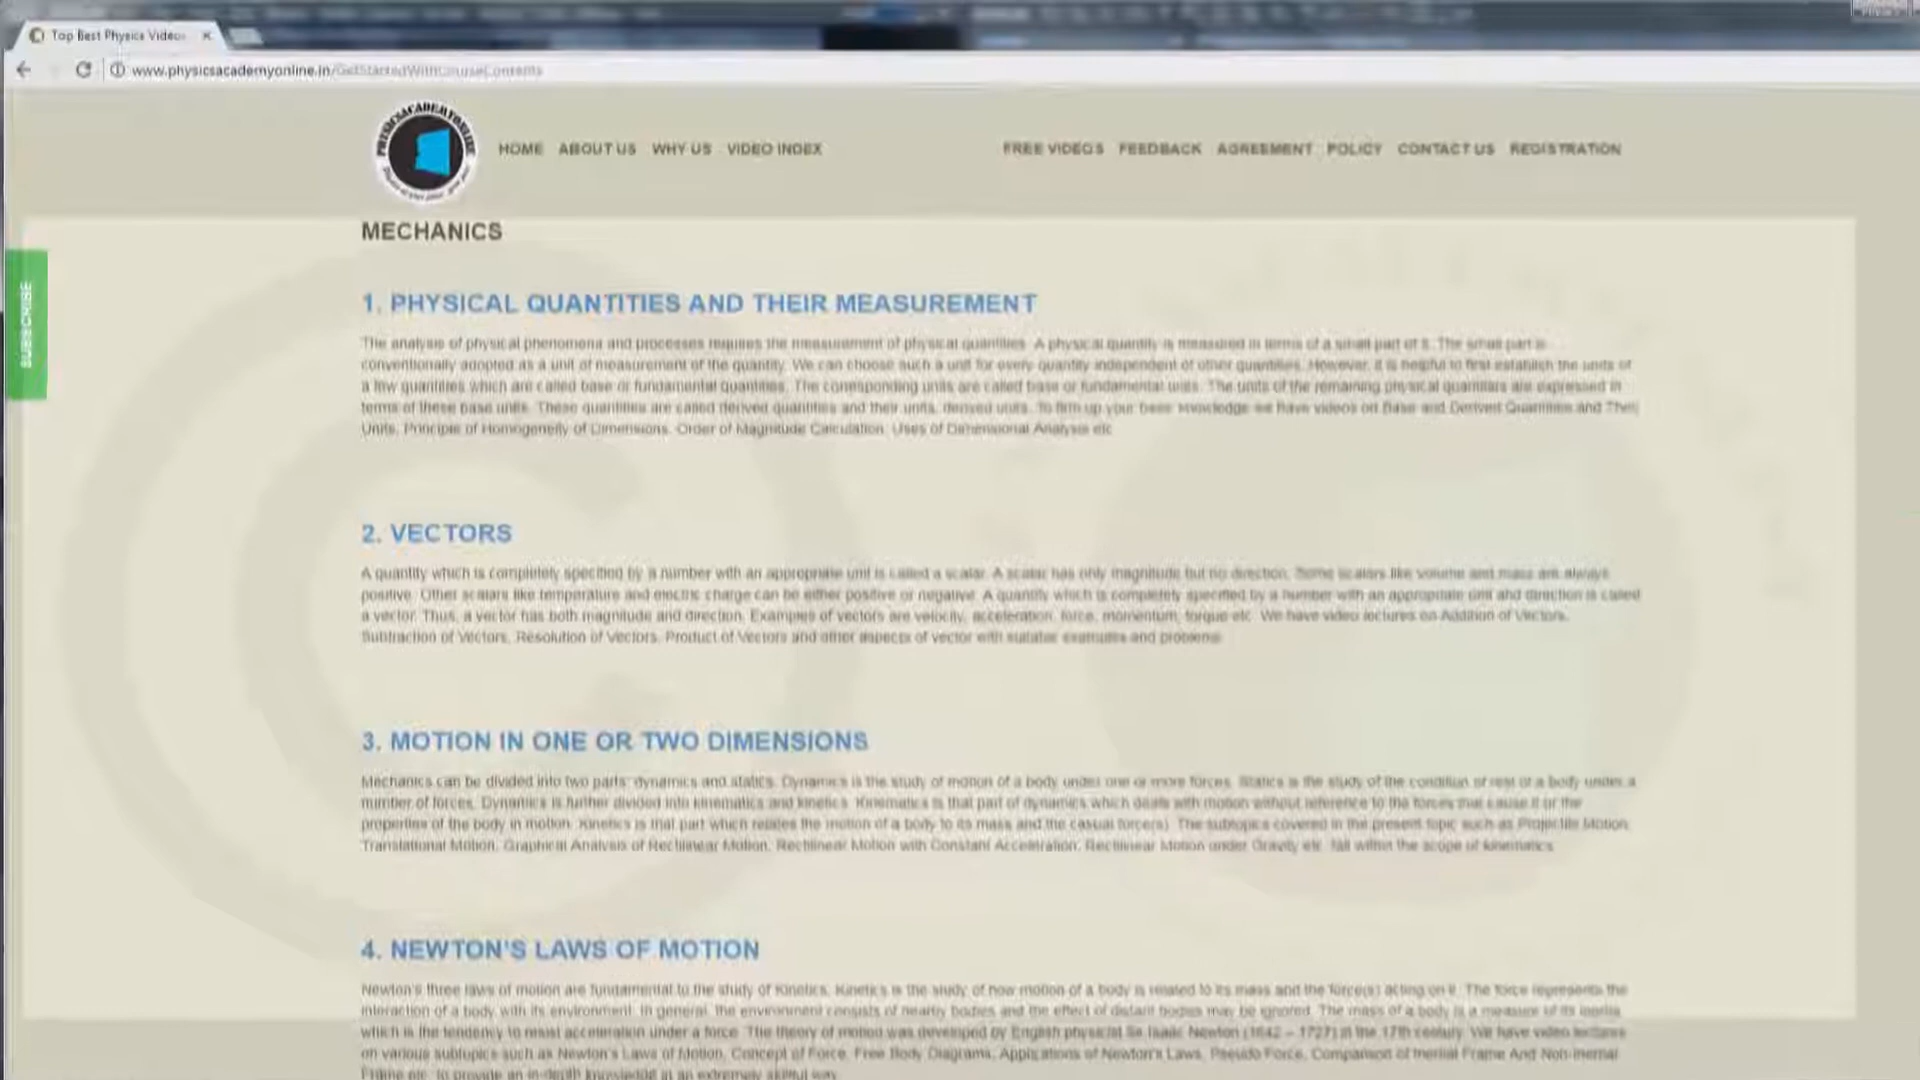 Top Best Physics Videos
www.physicsacademyonline.in/GetStartedWithCourseContents
HOME ABOUT US WHY US VIDEO INDEX FREE VIDEOS FEEDBACK AGREEMENT POLICY CONTACT US REGISTRATION
SUBSCRIBE
MECHANICS
1. PHYSICAL QUANTITIES AND THEIR MEASUREMENT
The analysis of physical phenomena and processes requires the measurement of physical quantities. A physical quantity is measured in terms of a small part of it. The small part is
conventionally adopted as a unit of measurement of the quantity. We can choose such a unit for every quantity independent of other quantities. However, it is helpful to first establish the units of
a few quantities which are called base or fundamental quantities. The corresponding units are called base or fundamental units. The units of the remaining physical quantities are expressed in
terms of these base units. These quantities are called derived quantities and their units, derived units. To firm up your basic knowledge we have videos on Base and Derived Quantities and Their
Units, Principle of Homogeneity of Dimensions, Order of Magnitude Calculation, Uses of Dimensional Analysis etc.
2. VECTORS
A quantity which is completely specified by a number with an appropriate unit is called a scalar. A scalar has only magnitude but no direction. Some scalars like volume and mass are always
positive. Other scalars like temperature and electric charge can be either positive or negative. A quantity which is completely specified by a number with an appropriate unit and direction is called
a vector. Thus, a vector has both magnitude and direction. Examples of vectors are velocity, acceleration, force, momentum, torque etc. We have video lectures on Addition of Vectors,
Subtraction of Vectors, Resolution of Vectors, Product of Vectors and other aspects of vector with suitable examples and problems.
3. MOTION IN ONE OR TWO DIMENSIONS
Mechanics can be divided into two parts: dynamics and statics. Dynamics is the study of motion of a body under one or more forces. Statics is the study of the condition of rest of a body under a
number of forces. Dynamics is further divided into kinematics and kinetics. Kinematics is that part of dynamics which deals with motion without reference to the forces that cause it or the
properties of the body in motion. Kinetics is that part which relates the motion of a body to its mass and the casual force(s). The subtopics covered in the present topic such as Projectile Motion,
Translational Motion, Graphical Analysis of Rectilinear Motion, Rectilinear Motion with Constant Acceleration, Rectilinear Motion under Gravity etc. fall within the scope of kinematics.
4. NEWTON'S LAWS OF MOTION
Newton's three laws of motion are fundamental to the study of Kinetics. Kinetics is the study of how motion of a body is related to its mass and the force(s) acting on it. The force represents the
interaction of a body with its environment. In general, the environment consists of nearby bodies and the effect of distant bodies may be ignored. The mass of a body is a measure of its inertia
which is the tendency to resist acceleration under a force. The theory of motion was developed by English physicist Sir Isaac Newton (1642 – 1727) in the 17th century. We have video lectures
on various subtopics such as Newton's Laws of Motion, Concept of Force, Free Body Diagrams, Applications of Newton's Laws, Pseudo Force, Comparison of Inertial Frame And Non-Inertial
Frame etc. to provide an in-depth knowledge in an extremely skilful way.